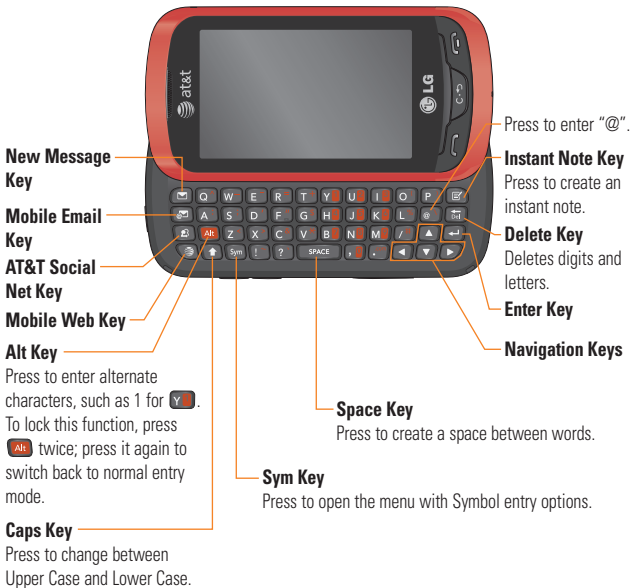 at&t
LG
Press to enter "@".
New Message
Key
Instant Note Key
Press to create an
instant note.
Mobile Email
Key
Delete Key
Deletes digits and
letters.
AT&T Social
Net Key
Enter Key
Mobile Web Key
Navigation Keys
Q W E R T Y U I O P
A S D F G H J K L @
Alt Z X C V B N M /
Sym ! ? SPACE , .
Alt Key
Press to enter alternate
characters, such as 1 for Y.
To lock this function, press
Alt twice; press it again to
switch back to normal entry
mode.
Space Key
Press to create a space between words.
Sym Key
Press to open the menu with Symbol entry options.
Caps Key
Press to change between
Upper Case and Lower Case.